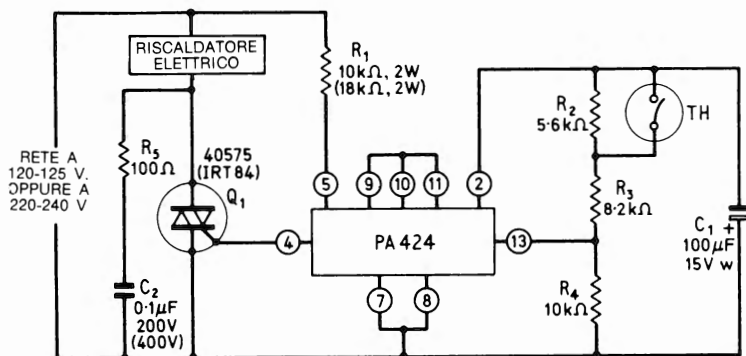 RISCALDATORE
ELETTRICO
R1
10kΩ, 2W
(18kΩ, 2W)
R2
5·6kΩ
TH
R5
100Ω
40575
(IRT84)
Q1
RETE A
120-125 V.
OPPURE A
220-240 V
5
9
10
11
2
R3
8·2kΩ
4
PA 424
13
C1 +
100µF
15V w
C2
0·1µF
200V
(400V)
7
8
R4
10kΩ